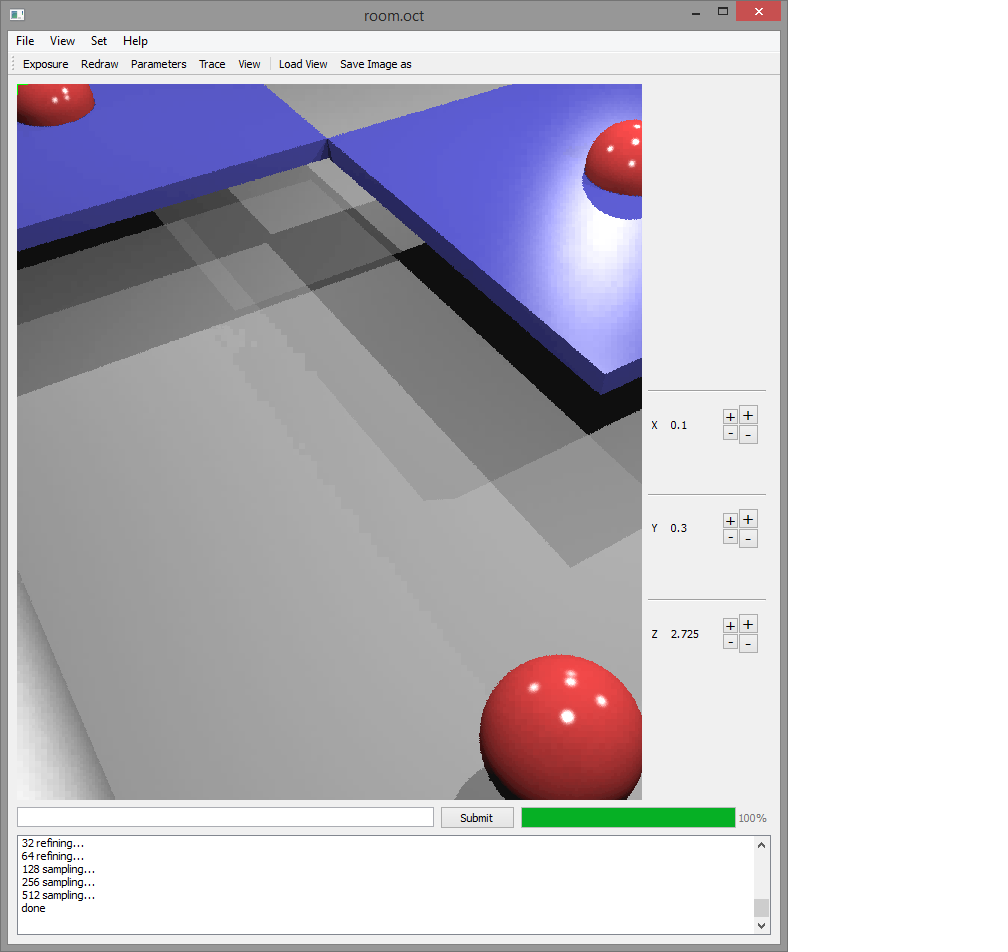 room.oct
File View Set Help
Exposure Redraw Parameters Trace View Load View Save Image as
X 0.1 + + - -
Y 0.3 + + - -
Z 2.725 + + - -
Submit 100%
32 refining...
64 refining...
128 sampling...
256 sampling...
512 sampling...
done